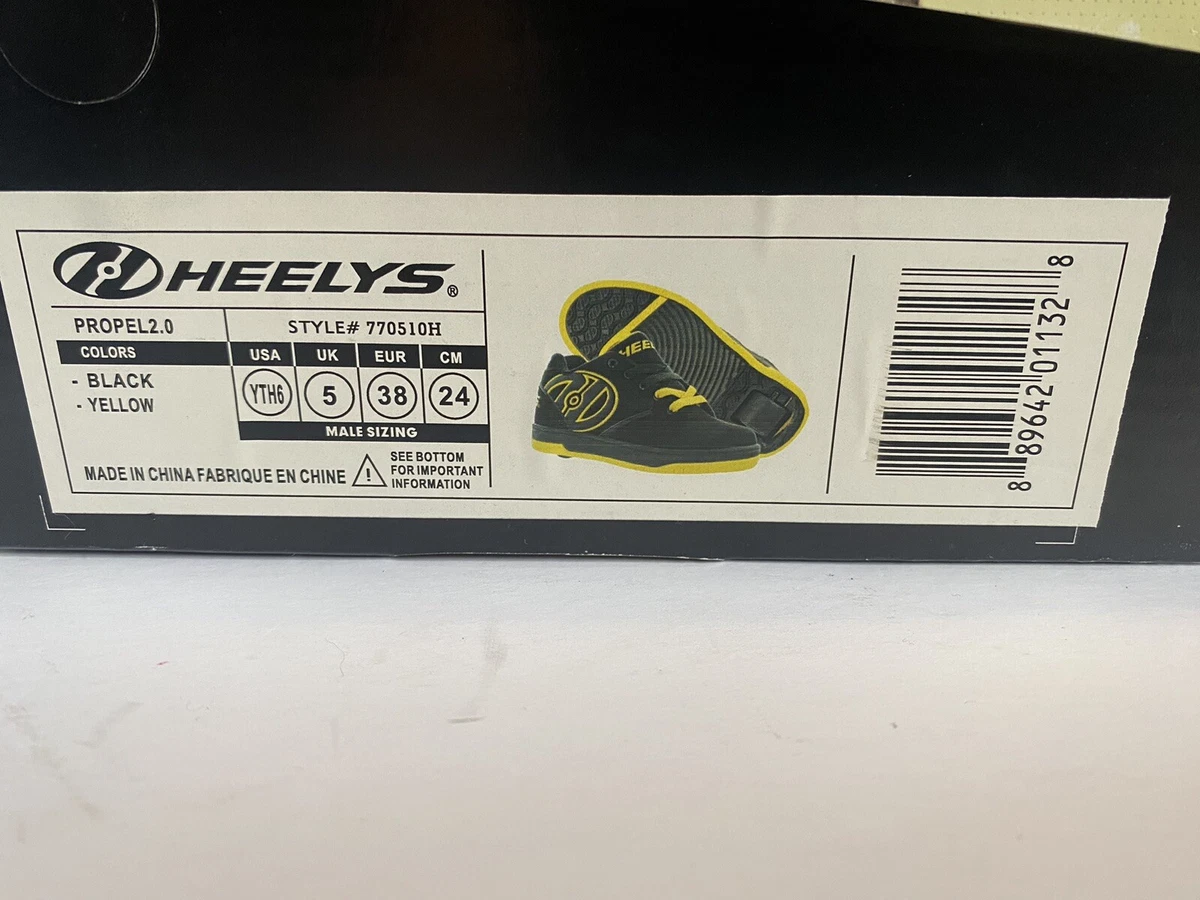 HEELYS®
PROPEL2.0
STYLE# 770510H
COLORS
- BLACK
- YELLOW
USA UK EUR CM
YTH6 5 38 24
MALE SIZING
MADE IN CHINA FABRIQUE EN CHINE
SEE BOTTOM
FOR IMPORTANT
INFORMATION
HEEL
8 89642 01132 8